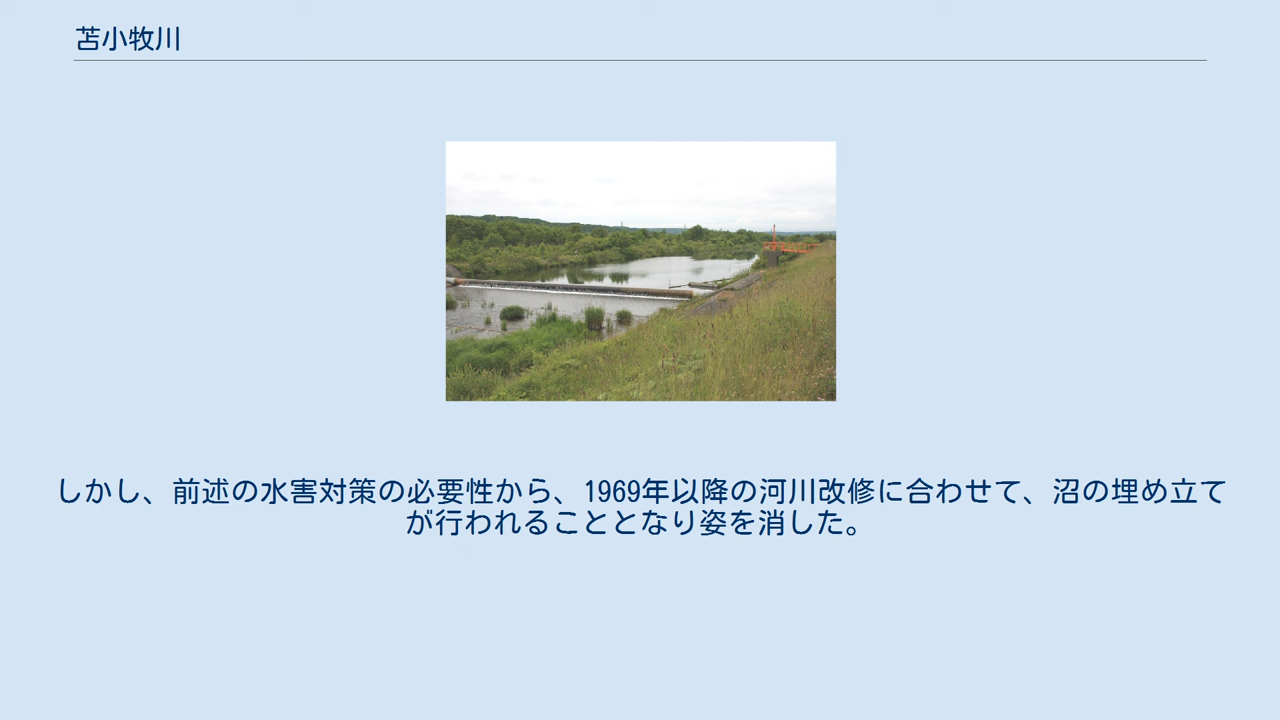 苫小牧川
しかし、前述の水害対策の必要性から、1969年以降の河川改修に合わせて、沼の埋め立て
が行われることとなり姿を消した。